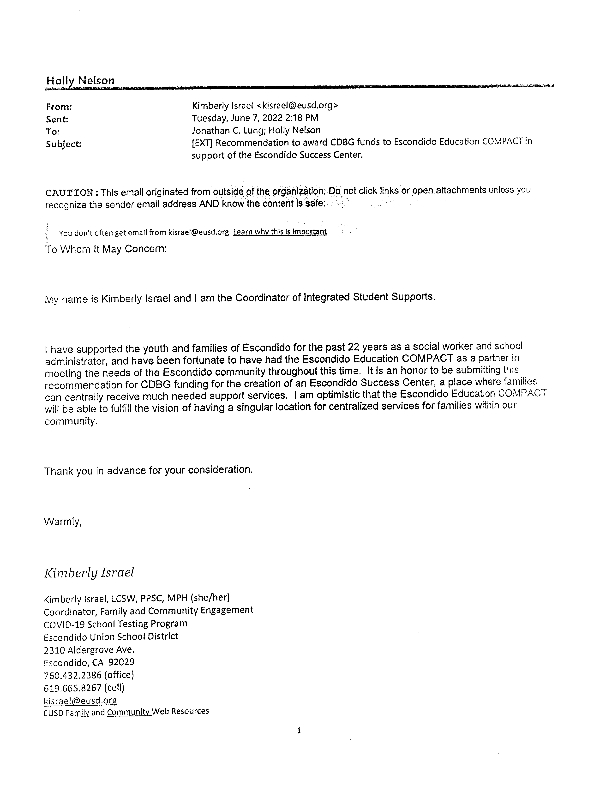 Holly Nelson
From: Kimberly Israel <kisrael@eusd.org>
Sent: Tuesday, June 7, 2022 2:18 PM
To: Jonathan C. Lung; Holly Nelson
Subject: [EXT] Recommendation to award CDBG funds to Escondido Education COMPACT in
support of the Escondido Success Center.
CAUTION: This email originated from outside of the organization. Do not click links or open attachments unless you
recognize the sender email address AND know the content is safe.
You don't often get email from kisrael@eusd.org. Learn why this is important
To Whom It May Concern:
My name is Kimberly Israel and I am the Coordinator of Integrated Student Supports.
I have supported the youth and families of Escondido for the past 22 years as a social worker and school
administrator, and have been fortunate to have had the Escondido Education COMPACT as a partner in
meeting the needs of the Escondido community throughout this time. It is an honor to be submitting this
recommendation for CDBG funding for the creation of an Escondido Success Center, a place where families
can centrally receive much needed support services. I am optimistic that the Escondido Education COMPACT
will be able to fulfill the vision of having a singular location for centralized services for families within our
community.
Thank you in advance for your consideration.
Warmly,
Kimberly Israel
Kimberly Israel, LCSW, PPSC, MPH (she/her)
Coordinator, Family and Community Engagement
COVID-19 School Testing Program
Escondido Union School District
2310 Aldergrove Ave.
Escondido, CA 92029
760.432.2386 (office)
619.665.8267 (cell)
kisrael@eusd.org
EUSD Family and Community Web Resources
1